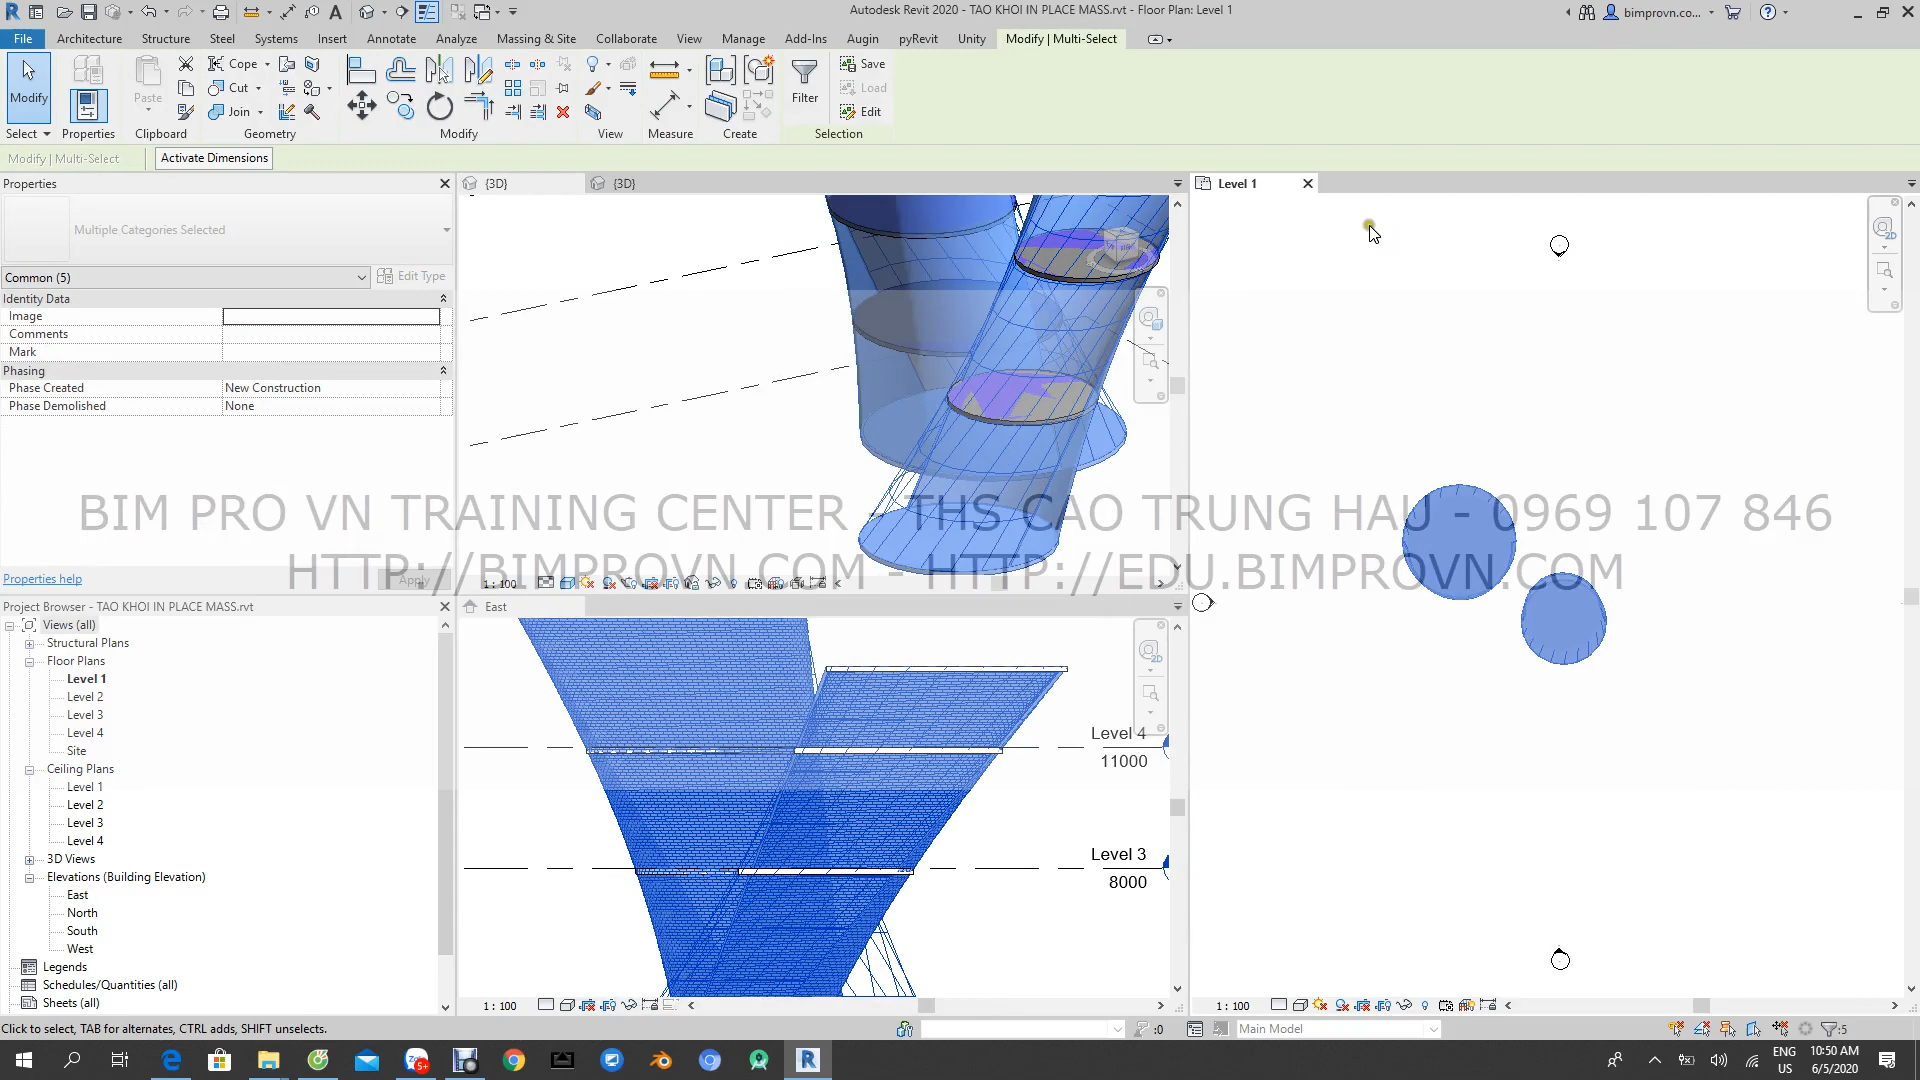 Autodesk Revit 2020 - TAO KHOI IN PLACE MASS.rvt - Floor Plan: Level 1
bimprovn.co...
File Architecture Structure Steel Systems Insert Annotate Analyze Massing & Site Collaborate View Manage Add-Ins Augin pyRevit Unity Modify | Multi-Select
Cope
Save
Cut
Load
Modify
Paste
Filter
Join
Edit
Select Properties Clipboard Geometry Modify View Measure Create Selection
Modify | Multi-Select
Activate Dimensions
Properties
{3D}
{3D}
Level 1
Multiple Categories Selected
Common (5)
Edit Type
Identity Data
Image
Comments
Mark
Phasing
Phase Created New Construction
Phase Demolished None
BIM PRO VN TRAINING CENTER - THS CAO TRUNG HAU - 0969 107 846
HTTP://BIMPROVN.COM - HTTP://EDU.BIMPROVN.COM
Properties help
Apply
1 : 100
Project Browser - TAO KHOI IN PLACE MASS.rvt
East
Views (all)
Structural Plans
Floor Plans
Level 1
Level 2
Level 3
Level 4
Site
Ceiling Plans
Level 1
Level 2
Level 3
Level 4
3D Views
Elevations (Building Elevation)
East
North
South
West
Legends
Schedules/Quantities (all)
Sheets (all)
Level 4
11000
Level 3
8000
1 : 100
1 : 100
Click to select, TAB for alternates, CTRL adds, SHIFT unselects.
:0
Main Model
:5
ENG
US
10:50 AM
6/5/2020